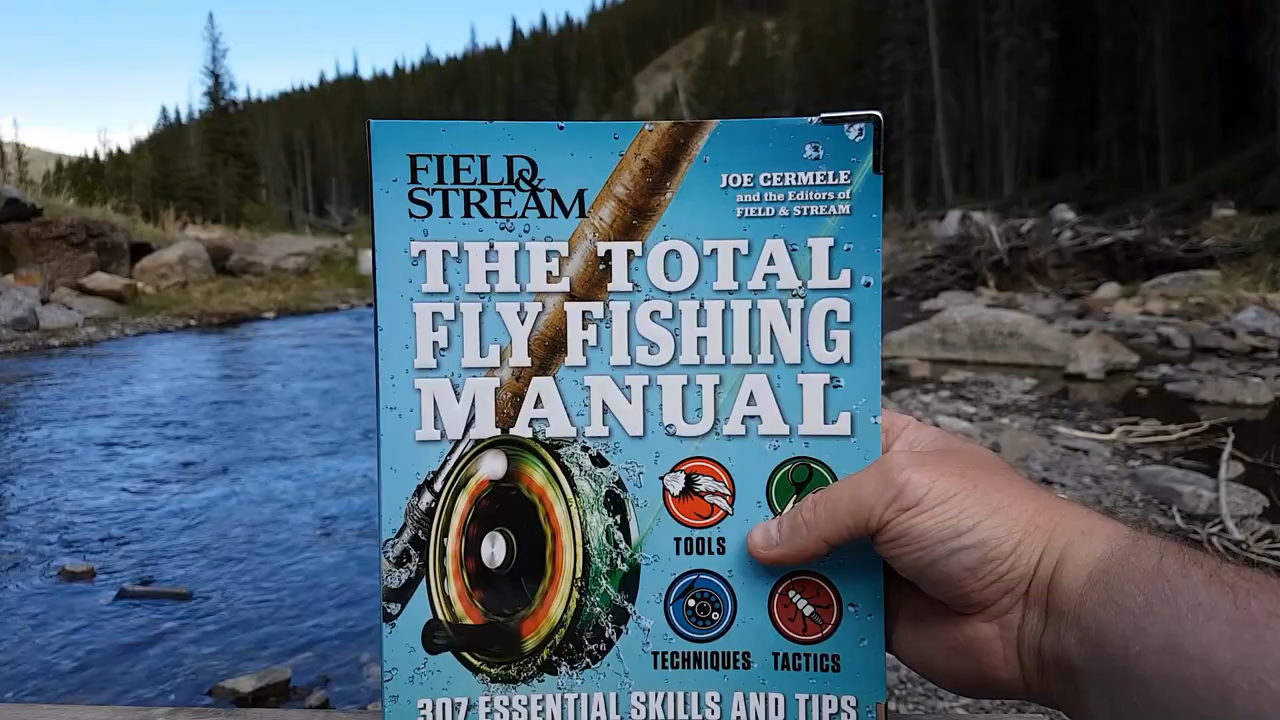 FIELD &
STREAM
JOE CERMELE
and the Editors of
FIELD & STREAM
THE TOTAL
FLY FISHING
MANUAL
TOOLS
TECHNIQUES
TACTICS
307 ESSENTIAL SKILLS AND TIPS